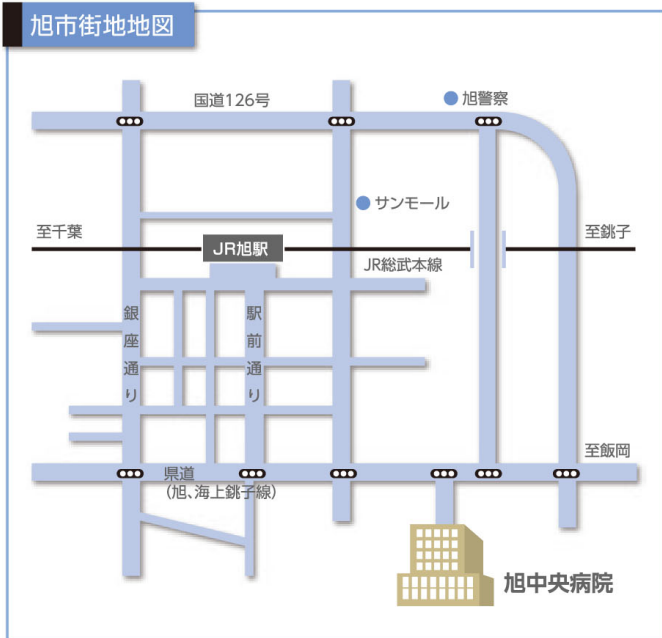 旭市街地地図
国道126号
旭警察
サンモール
至千葉
JR旭駅
至銚子
JR総武本線
銀座通り
駅前通り
至飯岡
県道
（旭、海上銚子線）
旭中央病院